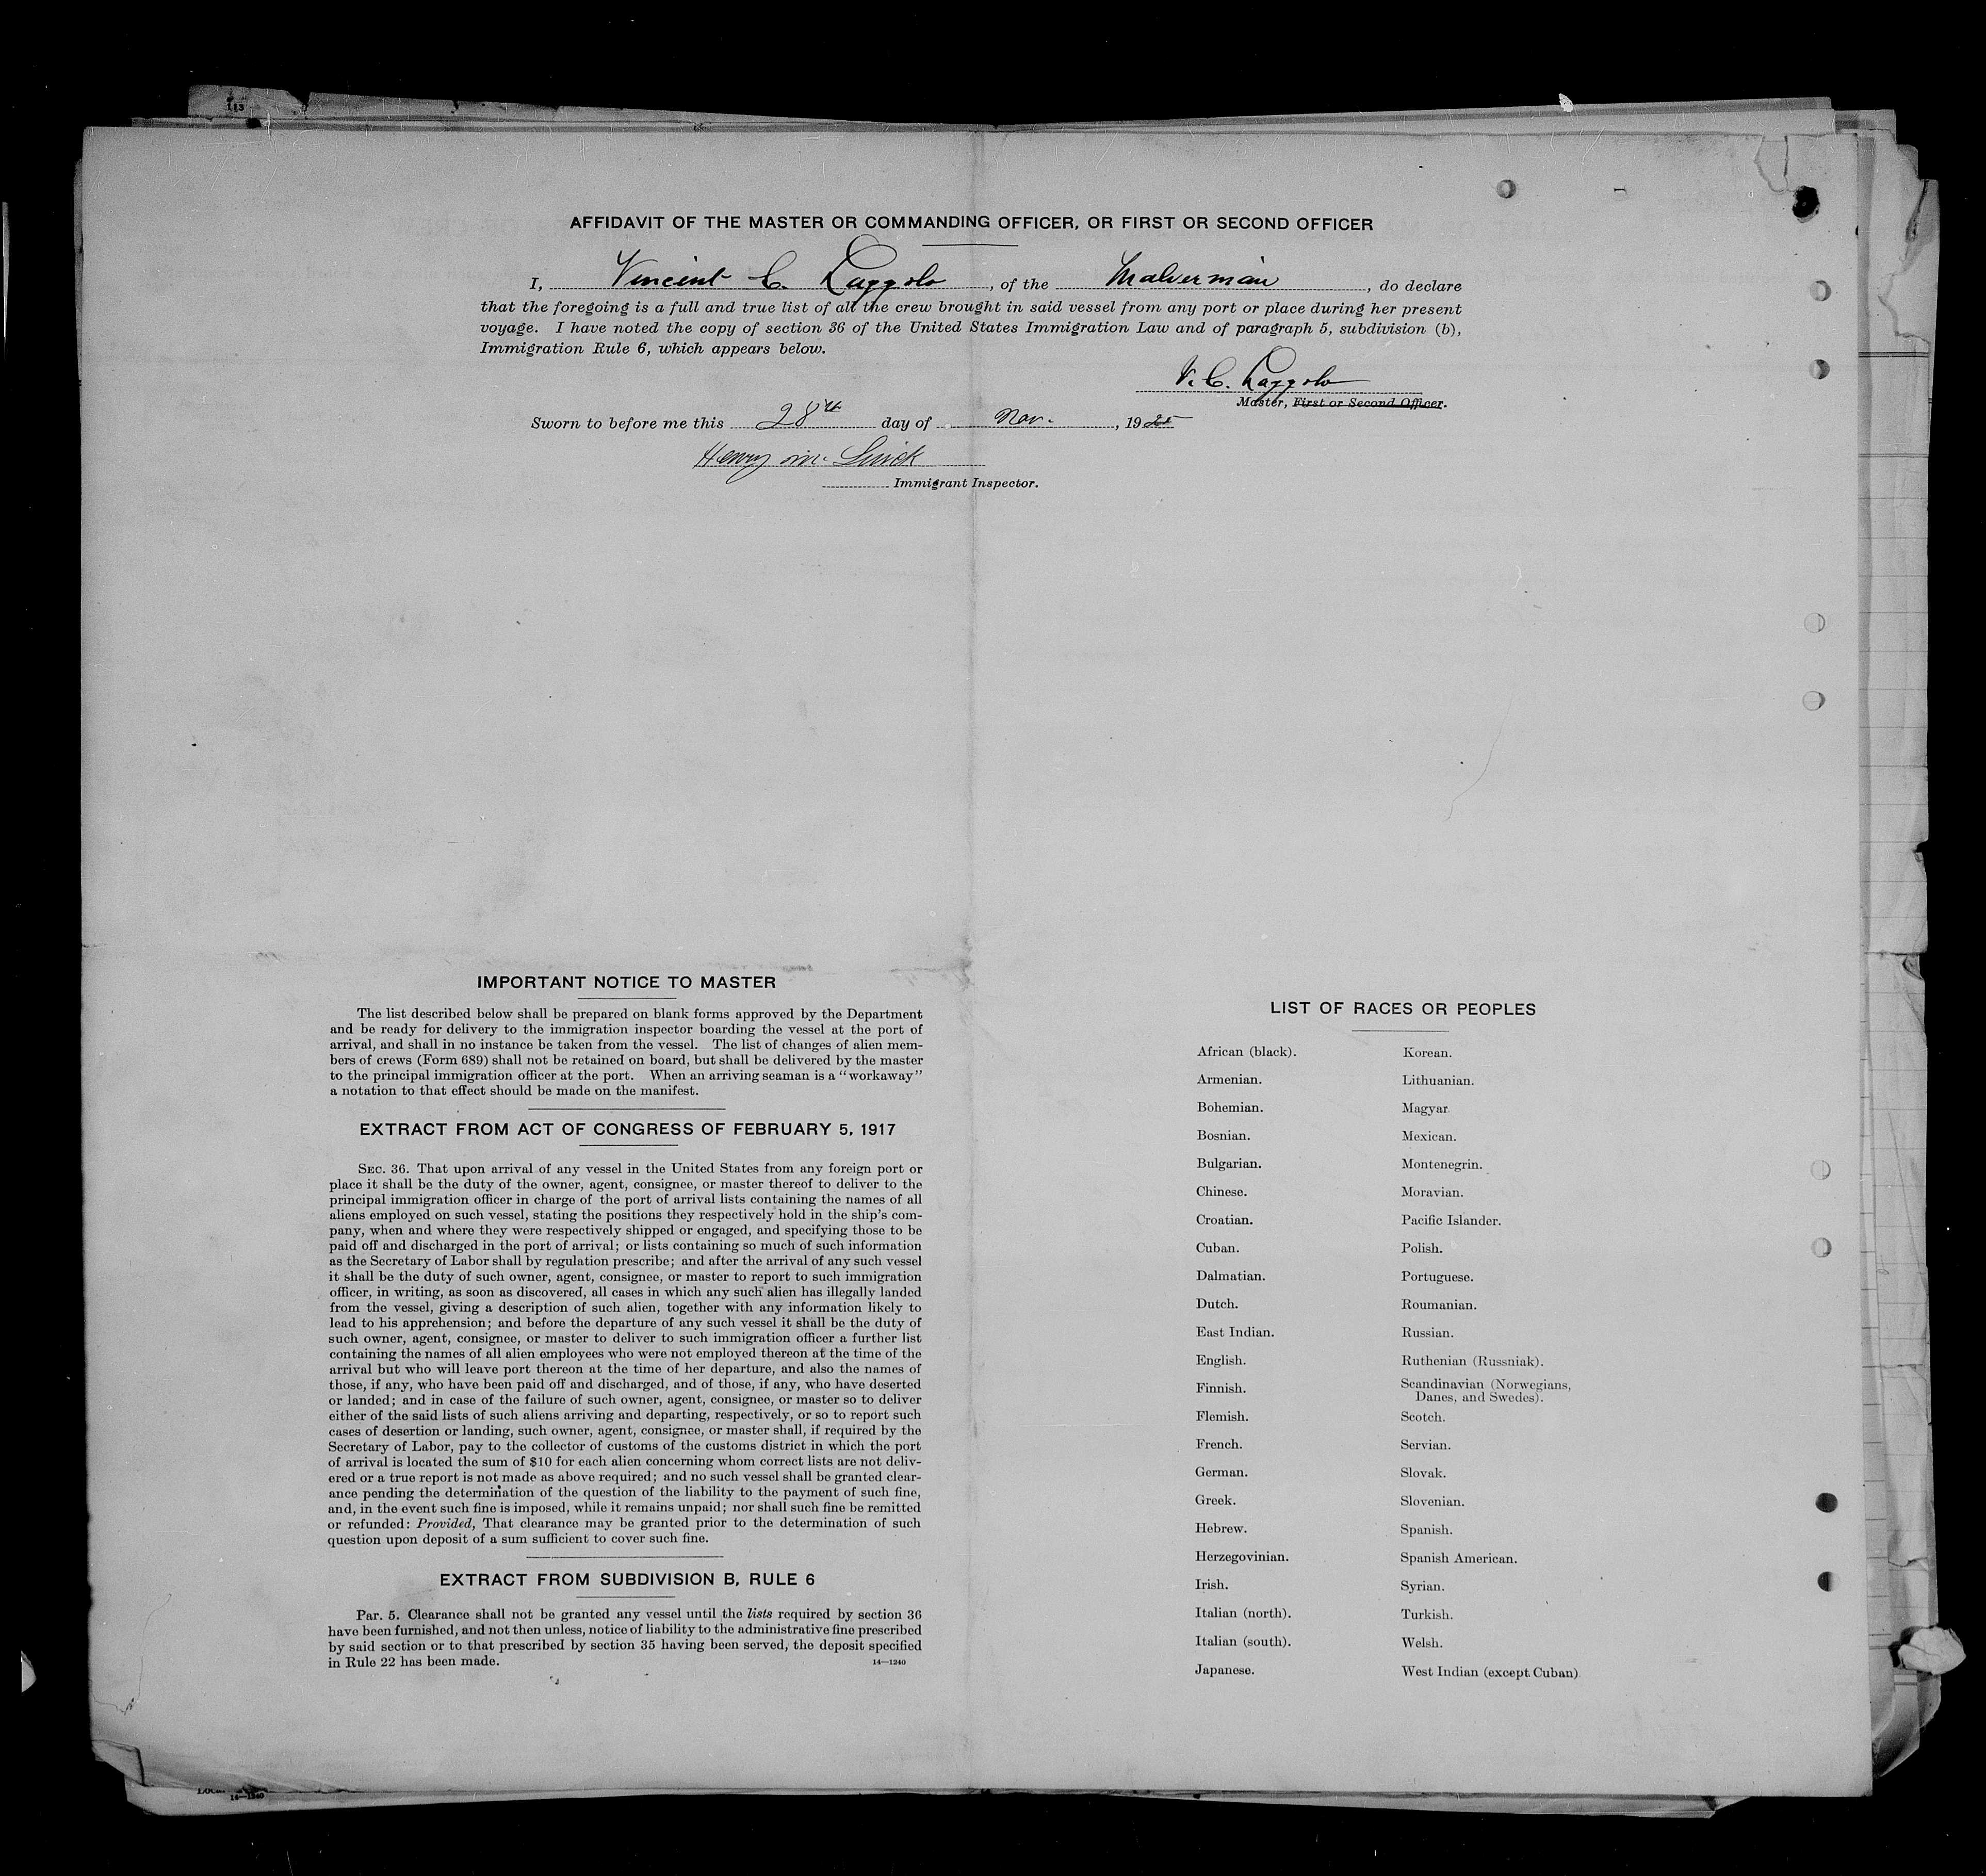 113
AFFIDAVIT OF THE MASTER OR COMMANDING OFFICER, OR FIRST OR SECOND OFFICER
I, Vincent C. , of the , do declare
that the foregoing is a full and true list of all the crew brought in said vessel from any port or place during her present
voyage. I have noted the copy of section 36 of the United States Immigration Law and of paragraph 5, subdivision (b),
Immigration Rule 6, which appears below.
V. C.
Master, First or Second Officer.
Sworn to before me this 28th day of Nov. , 19
Henry M.
Immigrant Inspector.
IMPORTANT NOTICE TO MASTER
The list described below shall be prepared on blank forms approved by the Department
and be ready for delivery to the immigration inspector boarding the vessel at the port of
arrival, and shall in no instance be taken from the vessel. The list of changes of alien mem-
bers of crews (Form 689) shall not be retained on board, but shall be delivered by the master
to the principal immigration officer at the port. When an arriving seaman is a "workaway"
a notation to that effect should be made on the manifest.
EXTRACT FROM ACT OF CONGRESS OF FEBRUARY 5, 1917
SEC. 36. That upon arrival of any vessel in the United States from any foreign port or
place it shall be the duty of the owner, agent, consignee, or master thereof to deliver to the
principal immigration officer in charge of the port of arrival lists containing the names of all
aliens employed on such vessel, stating the positions they respectively hold in the ship's com-
pany, when and where they were respectively shipped or engaged, and specifying those to be
paid off and discharged in the port of arrival; or lists containing so much of such information
as the Secretary of Labor shall by regulation prescribe; and after the arrival of any such vessel
it shall be the duty of such owner, agent, consignee, or master to report to such immigration
officer, in writing, as soon as discovered, all cases in which any such alien has illegally landed
from the vessel, giving a description of such alien, together with any information likely to
lead to his apprehension; and before the departure of any such vessel it shall be the duty of
such owner, agent, consignee, or master to deliver to such immigration officer a further list
containing the names of all alien employees who were not employed thereon at the time of the
arrival but who will leave port thereon at the time of her departure, and also the names of
those, if any, who have been paid off and discharged, and of those, if any, who have deserted
or landed; and in case of the failure of such owner, agent, consignee, or master so to deliver
either of the said lists of such aliens arriving and departing, respectively, or so to report such
cases of desertion or landing, such owner, agent, consignee, or master shall, if required by the
Secretary of Labor, pay to the collector of customs of the customs district in which the port
of arrival is located the sum of $10 for each alien concerning whom correct lists are not deliv-
ered or a true report is not made as above required; and no such vessel shall be granted clear-
ance pending the determination of the question of the liability to the payment of such fine,
and, in the event such fine is imposed, while it remains unpaid; nor shall such fine be remitted
or refunded: Provided, That clearance may be granted prior to the determination of such
question upon deposit of a sum sufficient to cover such fine.
EXTRACT FROM SUBDIVISION B, RULE 6
Par. 5. Clearance shall not be granted any vessel until the lists required by section 36
have been furnished, and not then unless, notice of liability to the administrative fine prescribed
by said section or to that prescribed by section 35 having been served, the deposit specified
in Rule 22 has been made.
14—1240
LIST OF RACES OR PEOPLES
African (black).
Armenian.
Bohemian.
Bosnian.
Bulgarian.
Chinese.
Croatian.
Cuban.
Dalmatian.
Dutch.
East Indian.
English.
Finnish.
Flemish.
French.
German.
Greek.
Hebrew.
Herzegovinian.
Irish.
Italian (north).
Italian (south).
Japanese.
Korean.
Lithuanian.
Magyar
Mexican.
Montenegrin.
Moravian.
Pacific Islander.
Polish.
Portuguese.
Roumanian.
Russian.
Ruthenian (Russniak).
Scandinavian (Norwegians,
Danes, and Swedes).
Scotch.
Servian.
Slovak.
Slovenian.
Spanish.
Spanish American.
Syrian.
Turkish.
Welsh.
West Indian (except Cuban)
14—1240